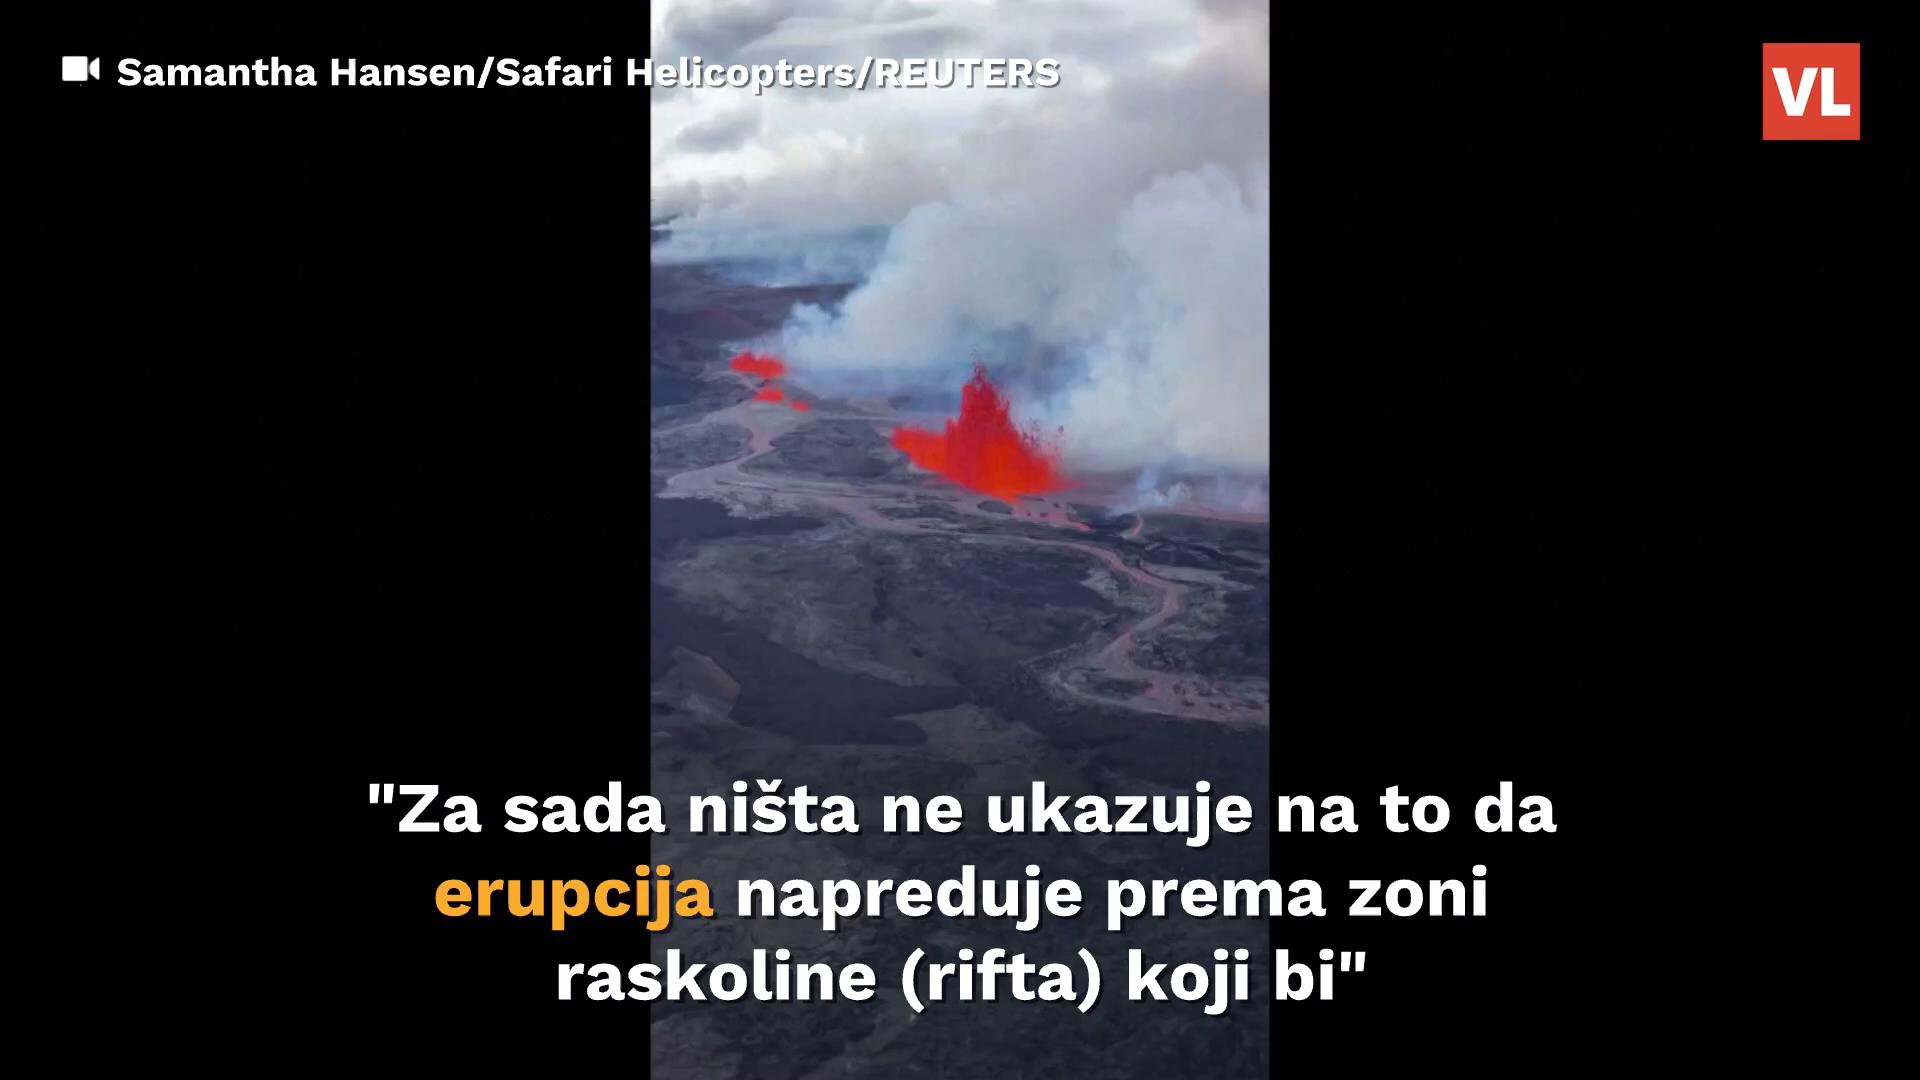 Samantha Hansen/Safari Helicopters/REUTERS
VL
"Za sada ništa ne ukazuje na to da
erupcija napreduje prema zoni
raskoline (rifta) koji bi"